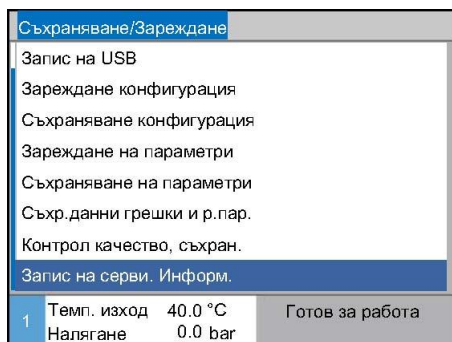 Съхраняване/Зареждане
Запис на USB
Зареждане конфигурация
Съхраняване конфигурация
Зареждане на параметри
Съхраняване на параметри
Съхр.данни грешки и р.пар.
Контрол качество, съхран.
Запис на серви. Информ.
1 Темп. изход 40.0 °C Готов за работа
Налягане 0.0 bar